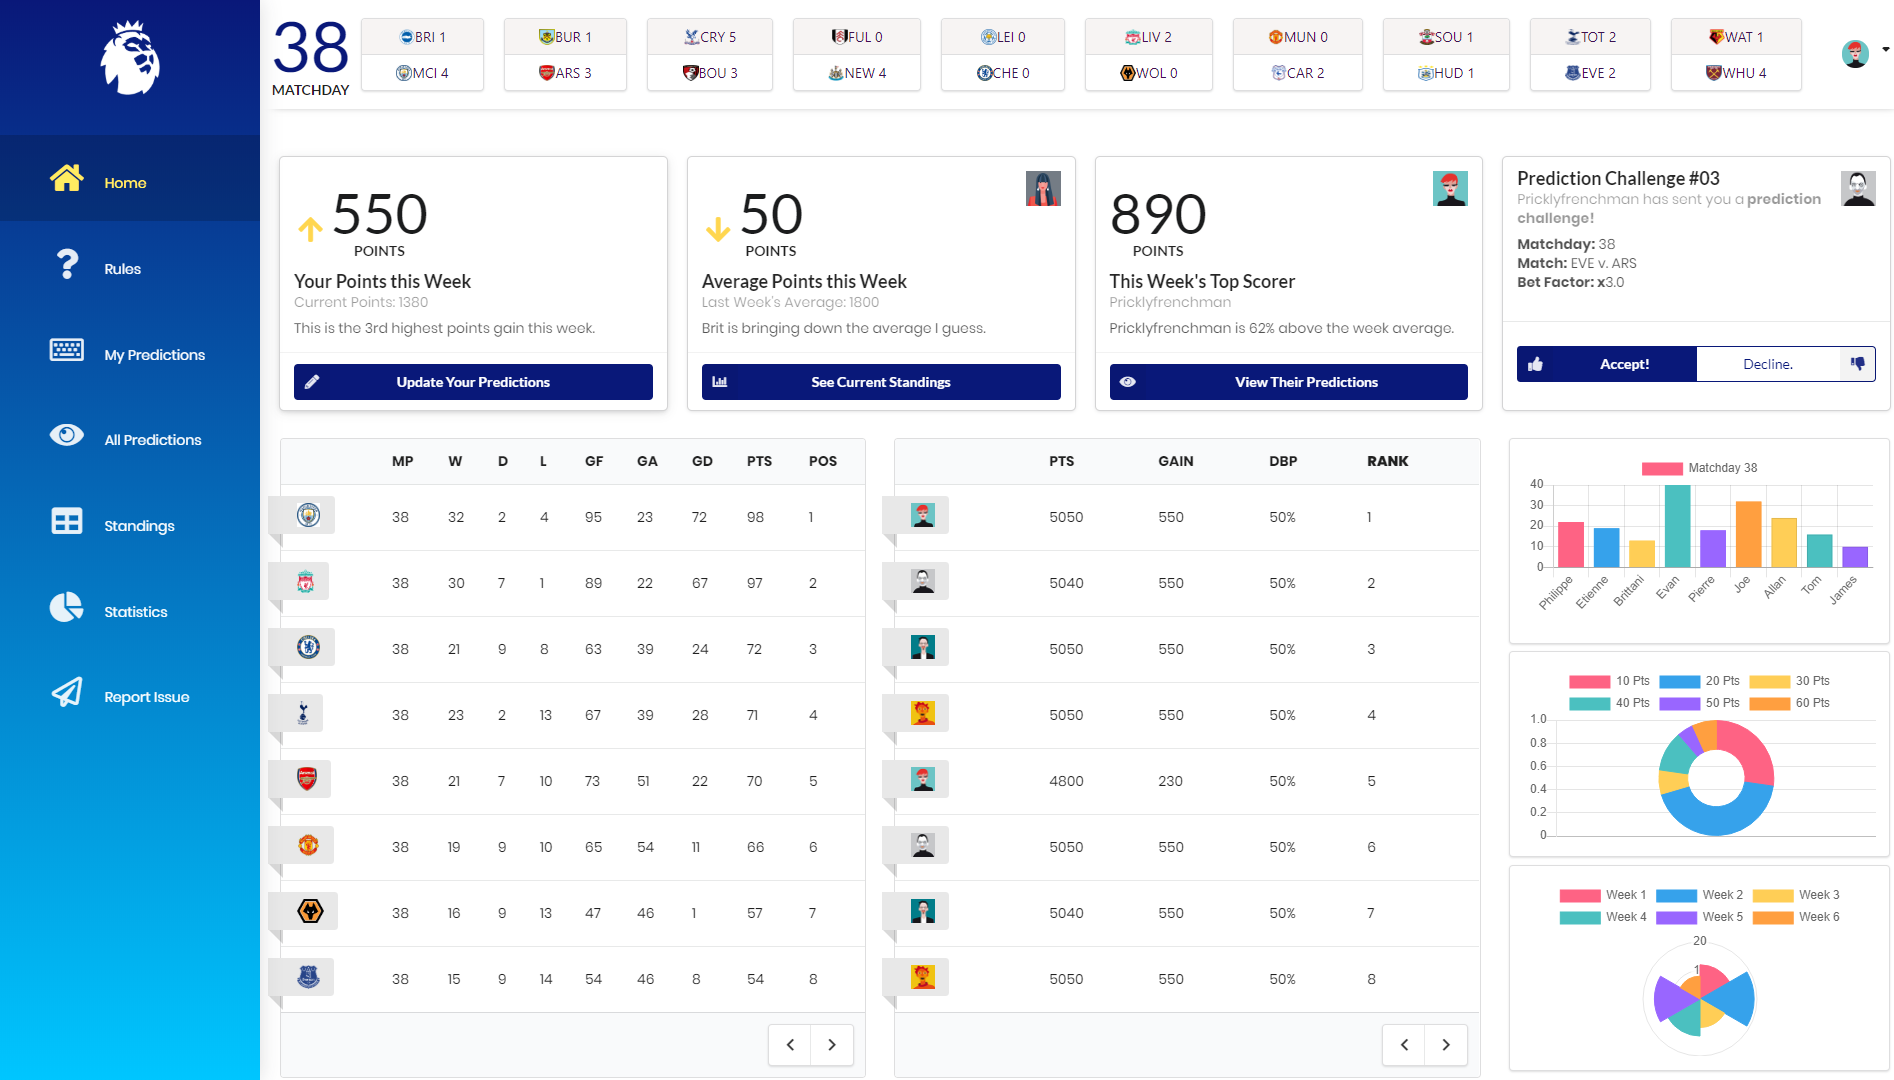 38
MATCHDAY
BRI 1
MCI 4
BUR 1
ARS 3
CRY 5
BOU 3
FUL 0
NEW 4
LEI 0
CHE 0
LIV 2
WOL 0
MUN 0
CAR 2
SOU 1
HUD 1
TOT 2
EVE 2
WAT 1
WHU 4
Home
Rules
My Predictions
All Predictions
Standings
Statistics
Report Issue
550
POINTS
Your Points this Week
Current Points: 1380
This is the 3rd highest points gain this week.
Update Your Predictions
50
POINTS
Average Points this Week
Last Week's Average: 1800
Brit is bringing down the average I guess.
See Current Standings
890
POINTS
This Week's Top Scorer
Pricklyfrenchman
Pricklyfrenchman is 62% above the week average.
View Their Predictions
Prediction Challenge #03
Pricklyfrenchman has sent you a prediction
challenge!
Matchday: 38
Match: EVE v. ARS
Bet Factor: x3.0
Accept!
Decline.
MP W D L GF GA GD PTS POS
38 32 2 4 95 23 72 98 1
38 30 7 1 89 22 67 97 2
38 21 9 8 63 39 24 72 3
38 23 2 13 67 39 28 71 4
38 21 7 10 73 51 22 70 5
38 19 9 10 65 54 11 66 6
38 16 9 13 47 46 1 57 7
38 15 9 14 54 46 8 54 8
PTS GAIN DBP RANK
5050 550 50% 1
5040 550 50% 2
5050 550 50% 3
5050 550 50% 4
4800 230 50% 5
5050 550 50% 6
5040 550 50% 7
5050 550 50% 8
Matchday 38
40
30
20
10
0
Philippe
Etienne
Brittani
Evan
Pierre
Joe
Allan
Tom
James
10 Pts 20 Pts 30 Pts
40 Pts 50 Pts 60 Pts
1.0
0.8
0.6
0.4
0.2
0
Week 1 Week 2 Week 3
Week 4 Week 5 Week 6
20